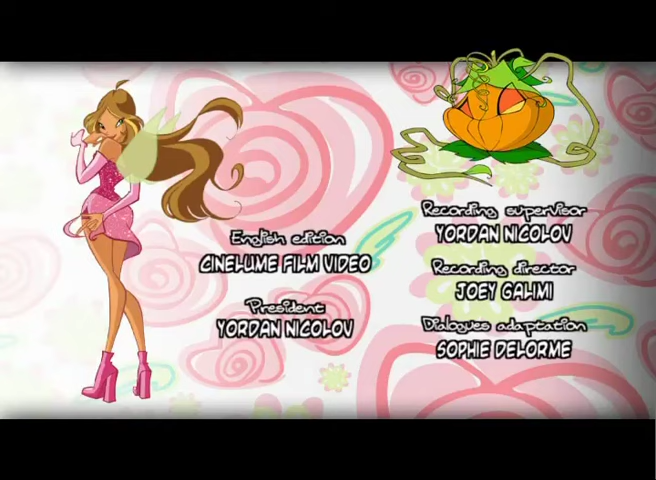 English edition
CINELUME FILM VIDEO
President
YORDAN NICOLOV
Recording supervisor
YORDAN NICOLOV
Recording director
JOEY GALIMI
Dialogues adaptation
SOPHIE DELORME